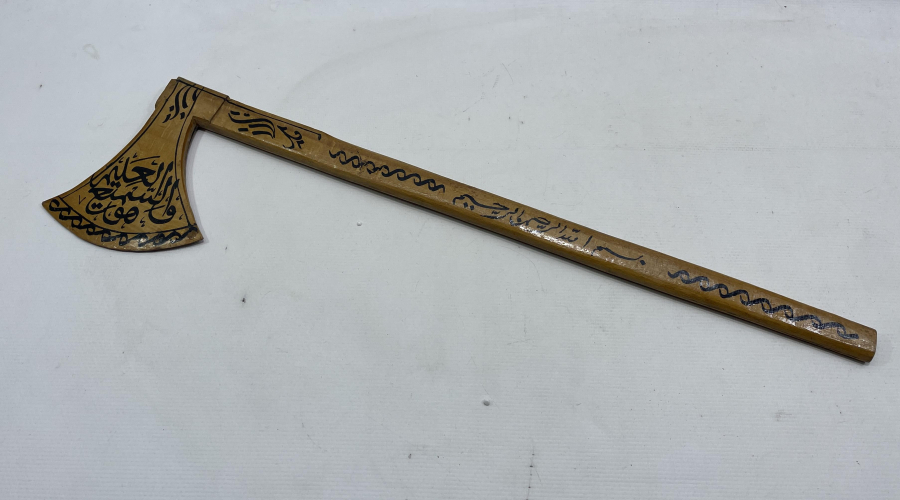 وهو السميع العليم
بسم الله الرحمن الرحيم